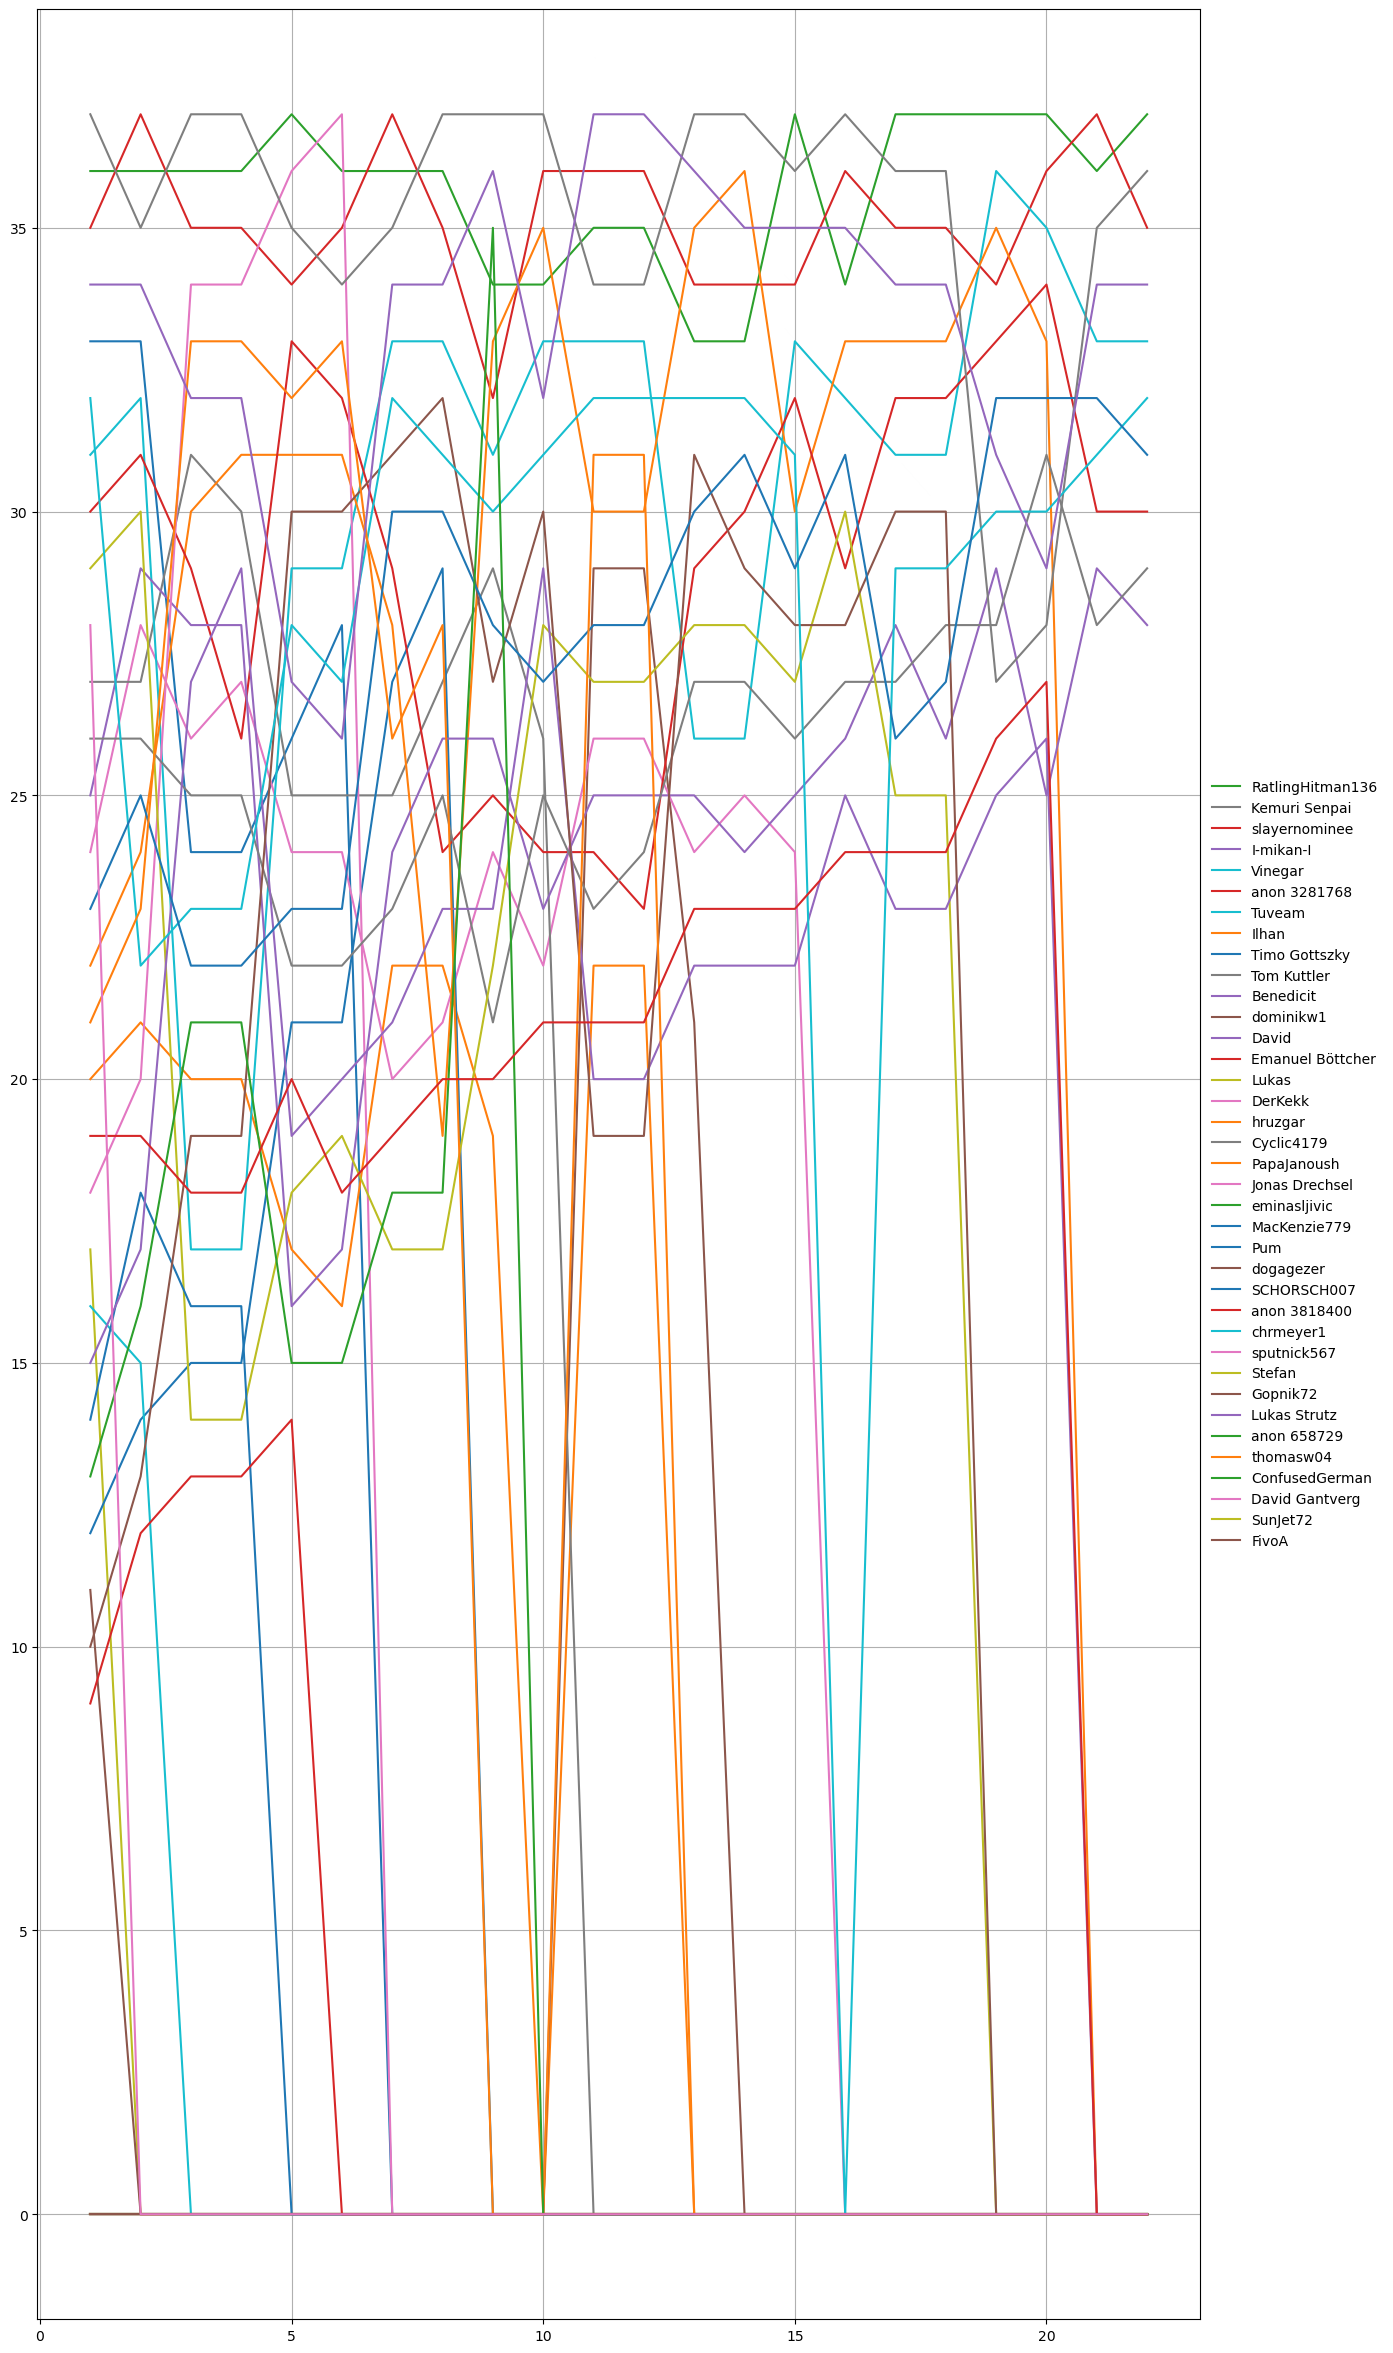 35
30
25
20
15
10
5
0
0
5
10
15
20
RatlingHitman136
Kemuri Senpai
slayernominee
I-mikan-I
Vinegar
anon 3281768
Tuveam
Ilhan
Timo Gottszky
Tom Kuttler
Benedicit
dominikw1
David
Emanuel Böttcher
Lukas
DerKekk
hruzgar
Cyclic4179
PapaJanoush
Jonas Drechsel
eminasljivic
MacKenzie779
Pum
dogagezer
SCHORSCH007
anon 3818400
chrmeyer1
sputnick567
Stefan
Gopnik72
Lukas Strutz
anon 658729
thomasw04
ConfusedGerman
David Gantverg
SunJet72
FivoA